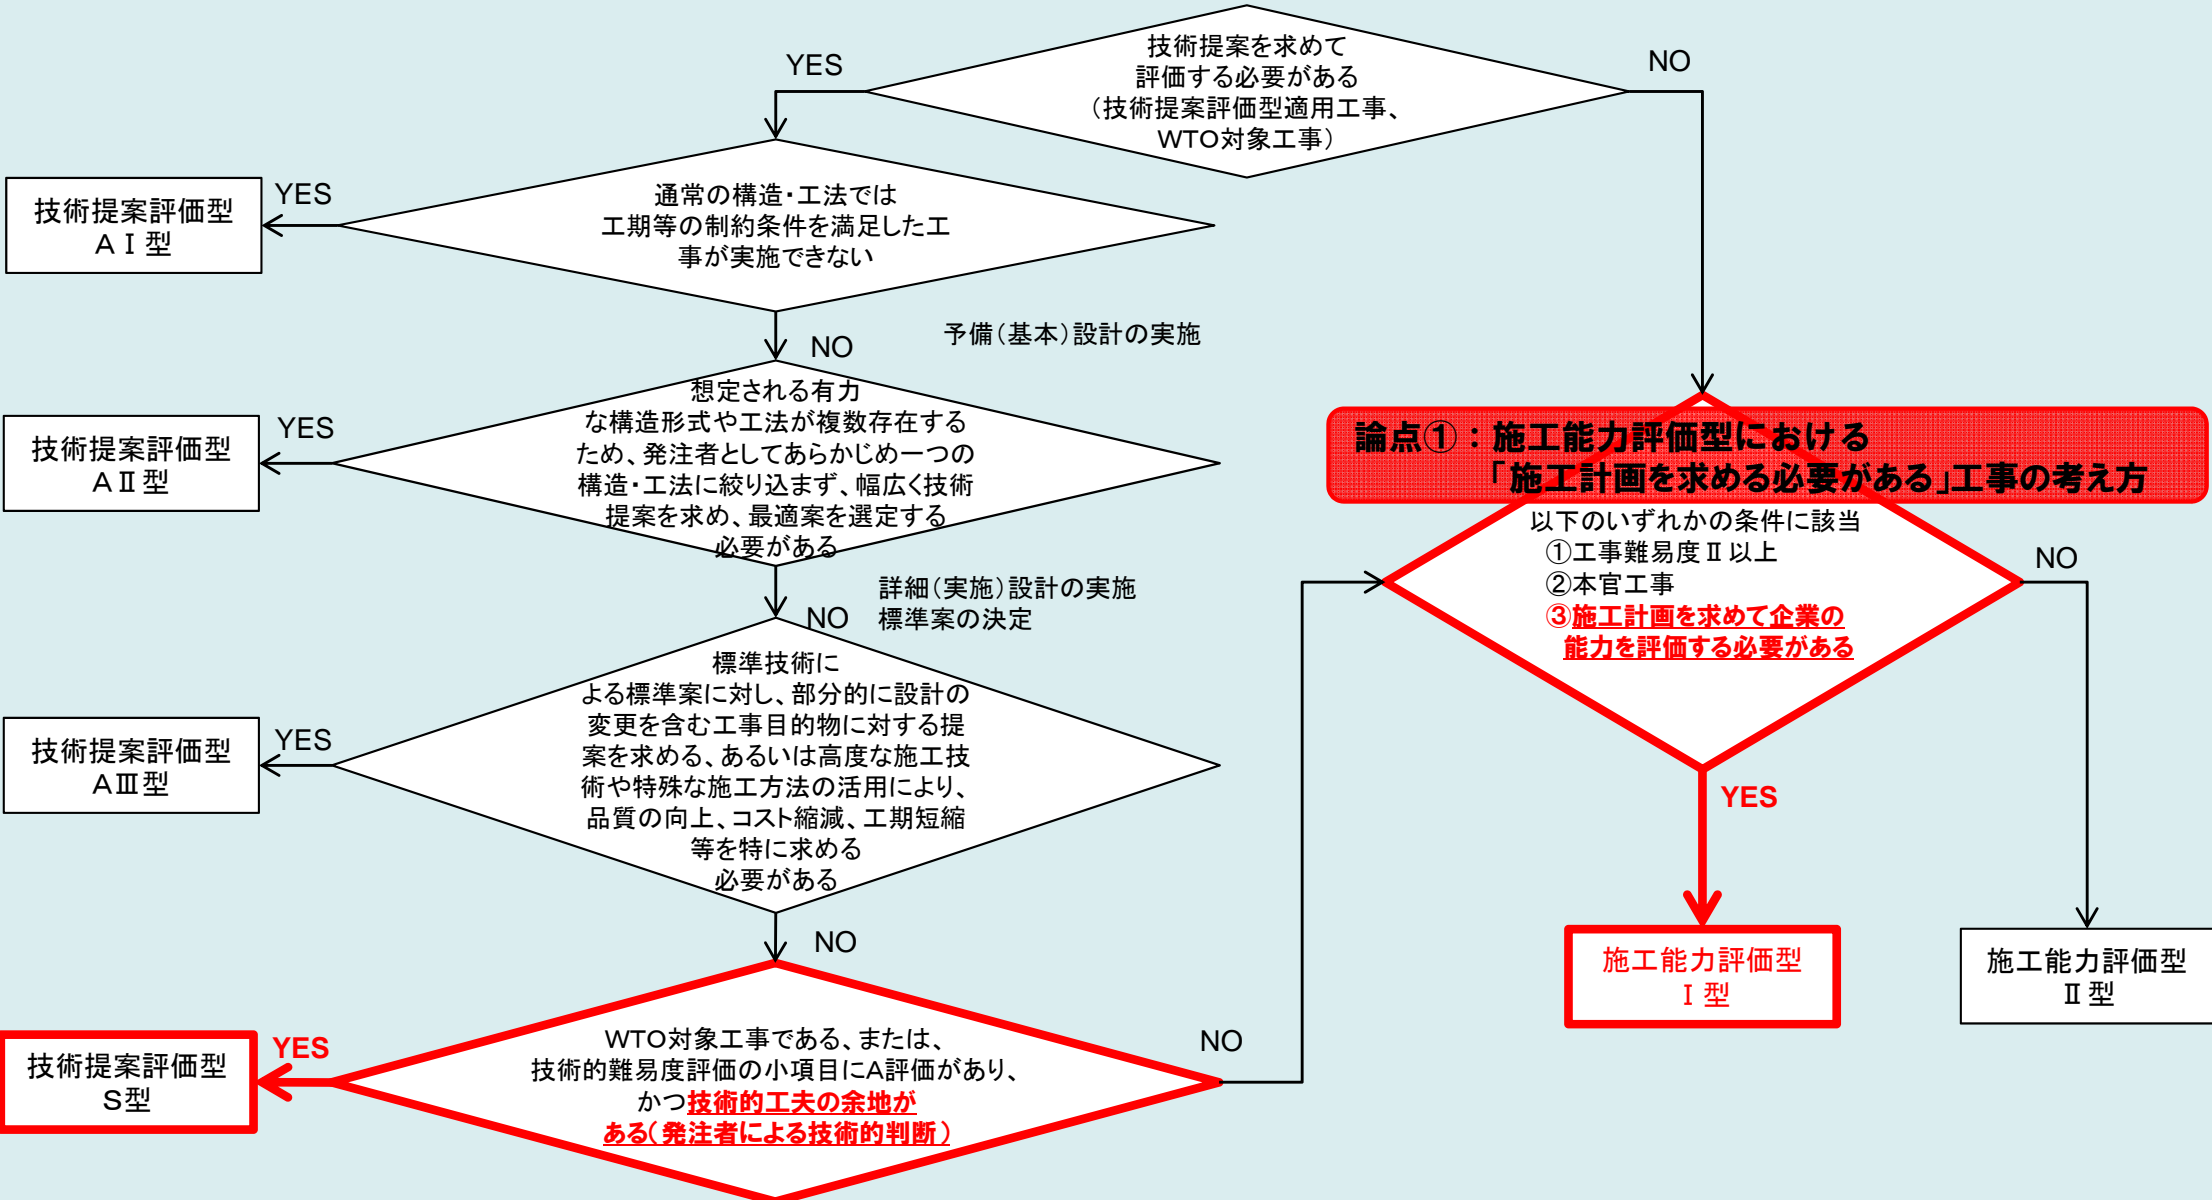 技術提案を求めて
評価する必要がある
（技術提案評価型適用工事、
WTO対象工事）
YES
NO
通常の構造・工法では
工期等の制約条件を満足した工
事が実施できない
YES
技術提案評価型
AⅠ型
NO
予備（基本）設計の実施
想定される有力
な構造形式や工法が複数存在する
ため、発注者としてあらかじめ一つの
構造・工法に絞り込まず、幅広く技術
提案を求め、最適案を選定する
必要がある
YES
技術提案評価型
AⅡ型
NO
詳細（実施）設計の実施
標準案の決定
標準技術に
よる標準案に対し、部分的に設計の
変更を含む工事目的物に対する提
案を求める、あるいは高度な施工技
術や特殊な施工方法の活用により、
品質の向上、コスト縮減、工期短縮
等を特に求める
必要がある
YES
技術提案評価型
AⅢ型
NO
WTO対象工事である、または、
技術的難易度評価の小項目にA評価があり、
かつ技術的工夫の余地が
ある（発注者による技術的判断）
YES
技術提案評価型
S型
NO
論点①：施工能力評価型における
「施工計画を求める必要がある」工事の考え方
以下のいずれかの条件に該当
①工事難易度Ⅱ以上
②本官工事
③施工計画を求めて企業の
能力を評価する必要がある
NO
YES
施工能力評価型
Ⅰ型
施工能力評価型
Ⅱ型